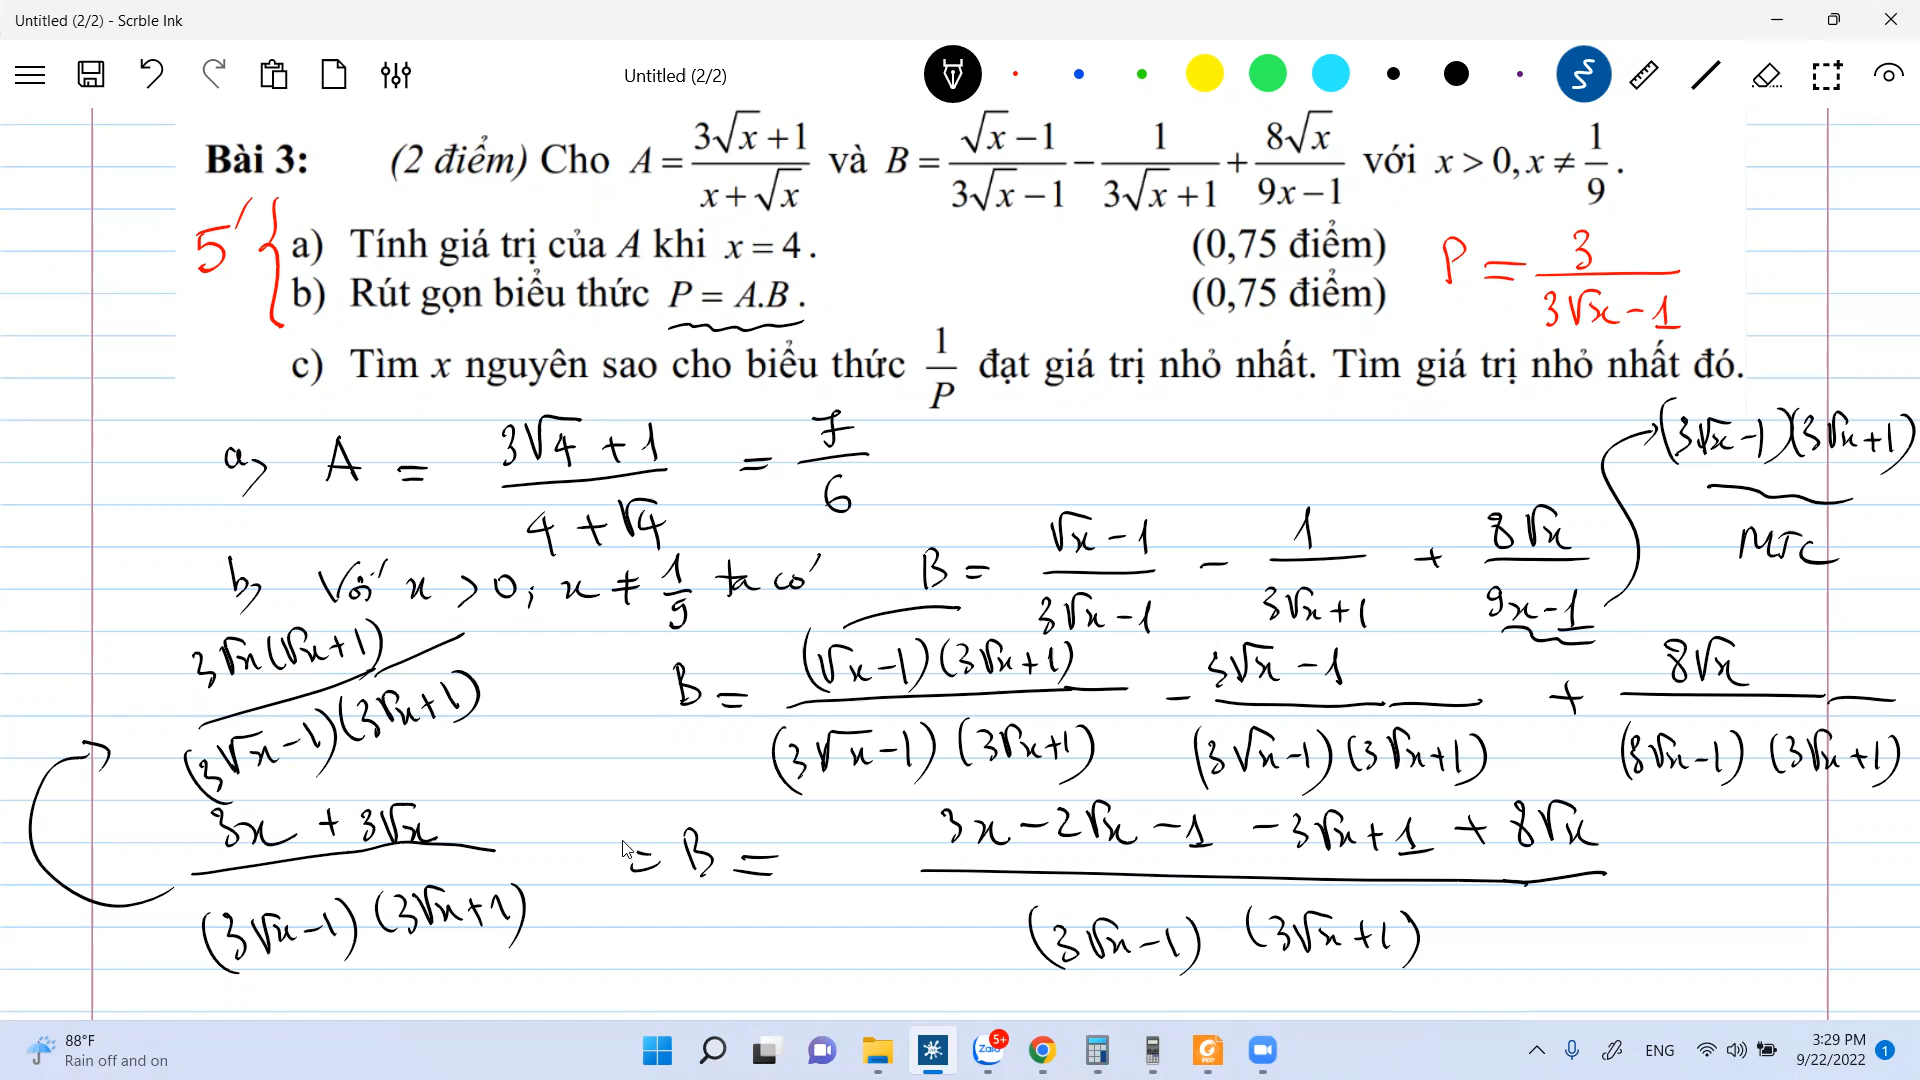 Untitled (2/2) - Scrble Ink
Untitled (2/2)
Bài 3: (2 điểm) Cho A = (3√x + 1)/(x + √x) và B = (√x − 1)/(3√x − 1) − 1/(3√x + 1) + 8√x/(9x − 1) với x > 0, x ≠ 1/9.
5' { a) Tính giá trị của A khi x = 4. (0,75 điểm)
b) Rút gọn biểu thức P = A.B. (0,75 điểm)
P = 3/(3√x − 1)
c) Tìm x nguyên sao cho biểu thức 1/P đạt giá trị nhỏ nhất. Tìm giá trị nhỏ nhất đó.
a, A = (3√4 + 1)/(4 + √4) = 7/6
(3√x − 1)(3√x + 1)
MTC
b, Với x > 0; x ≠ 1/9 ta có B = (√x − 1)/(3√x − 1) − 1/(3√x + 1) + 8√x/(9x − 1)
3√x(√x + 1)/((3√x − 1)(3√x + 1))
B = (√x − 1)(3√x + 1)/((3√x − 1)(3√x + 1)) − (3√x − 1)/((3√x − 1)(3√x + 1)) + 8√x/((3√x − 1)(3√x + 1))
(3x + 3√x)/((3√x − 1)(3√x + 1))
= B = (3x − 2√x − 1 − 3√x + 1 + 8√x)/((3√x − 1)(3√x + 1))
88°F
Rain off and on
Zalo
5+
PDF
ENG
3:29 PM
9/22/2022
1